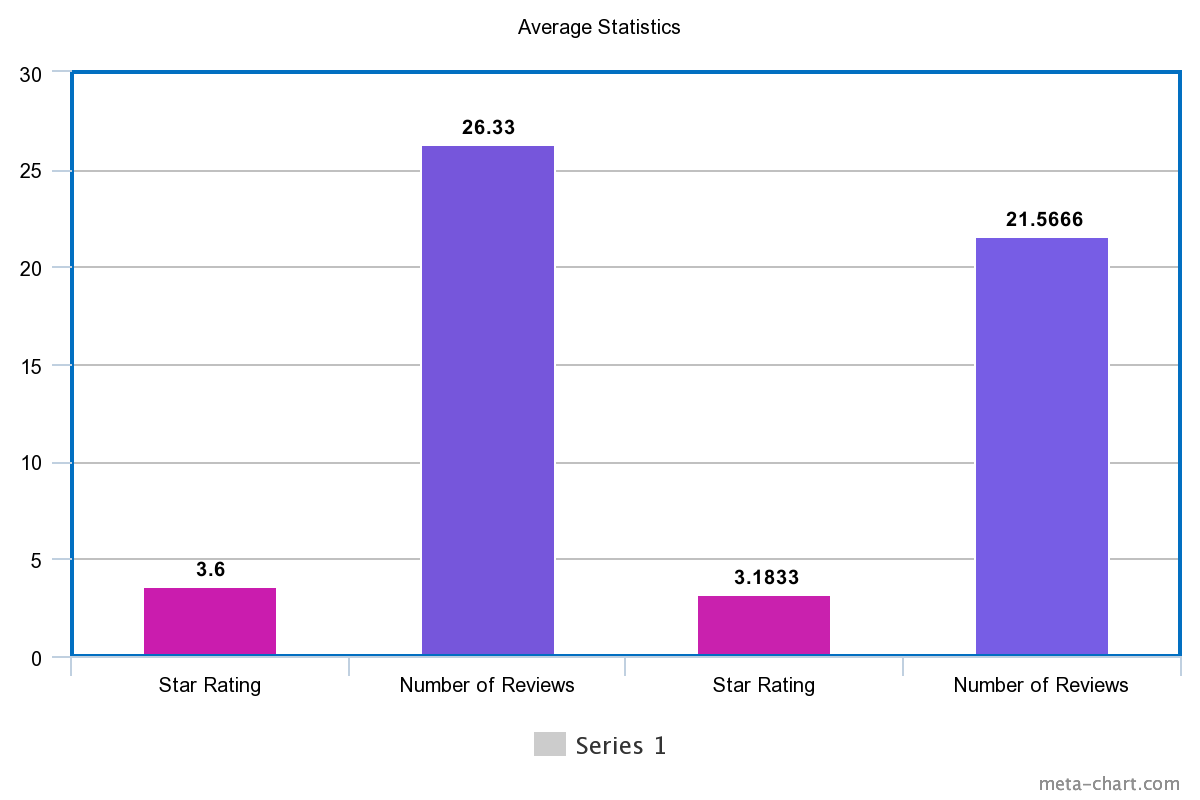 Average Statistics
30
25
20
15
10
5
0
3.6
26.33
3.1833
21.5666
Star Rating
Number of Reviews
Star Rating
Number of Reviews
Series 1
meta-chart.com